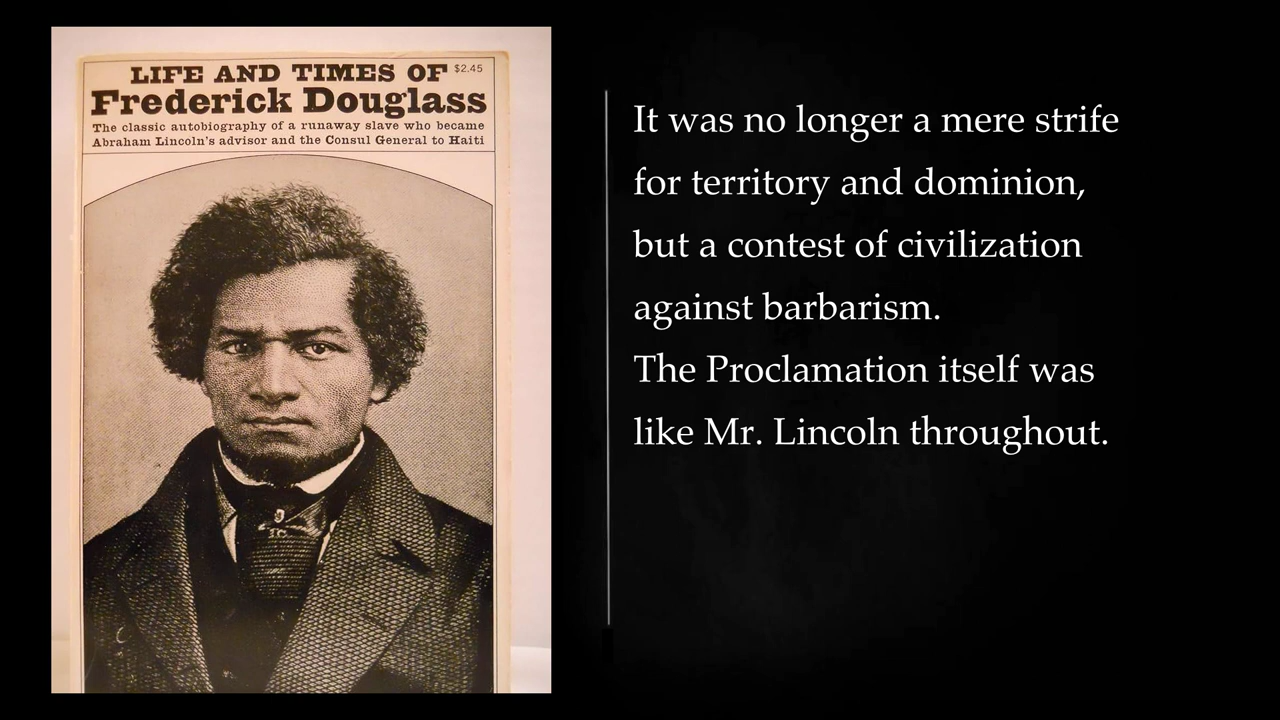 LIFE AND TIMES OF $2.45
Frederick Douglass
The classic autobiography of a runaway slave who became
Abraham Lincoln's advisor and the Consul General to Haiti
It was no longer a mere strife
for territory and dominion,
but a contest of civilization
against barbarism.
The Proclamation itself was
like Mr. Lincoln throughout.